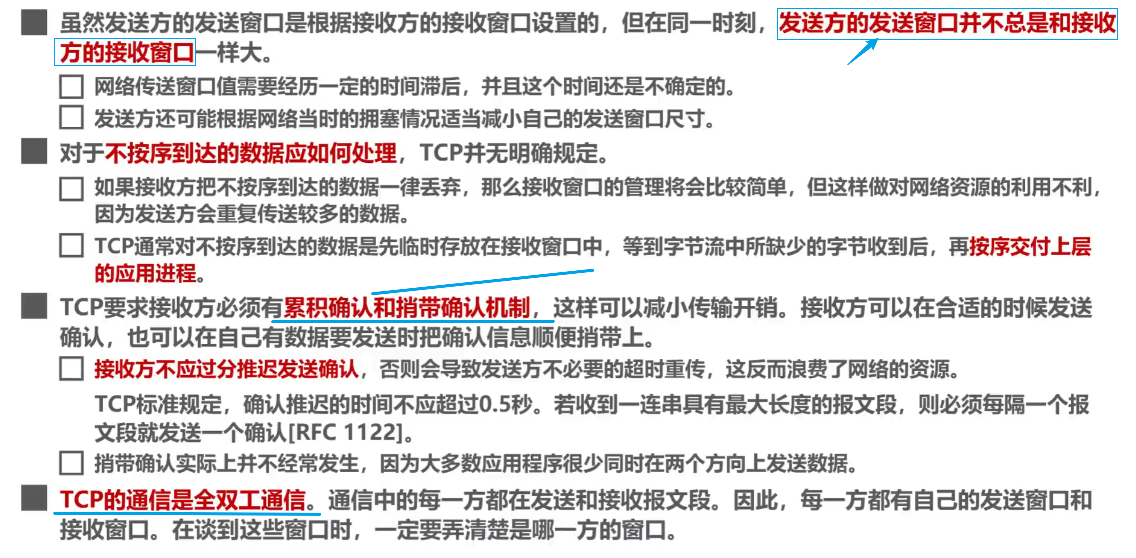 虽然发送方的发送窗口是根据接收方的接收窗口设置的，但在同一时刻，发送方的发送窗口并不总是和接收
方的接收窗口一样大。
网络传送窗口值需要经历一定的时间滞后，并且这个时间还是不确定的。
发送方还可能根据网络当时的拥塞情况适当减小自己的发送窗口尺寸。
对于不按序到达的数据应如何处理，TCP并无明确规定。
如果接收方把不按序到达的数据一律丢弃，那么接收窗口的管理将会比较简单，但这样做对网络资源的利用不利，
因为发送方会重复传送较多的数据。
TCP通常对不按序到达的数据是先临时存放在接收窗口中，等到字节流中所缺少的字节收到后，再按序交付上层
的应用进程。
TCP要求接收方必须有累积确认和捎带确认机制，这样可以减小传输开销。接收方可以在合适的时候发送
确认，也可以在自己有数据要发送时把确认信息顺便捎带上。
接收方不应过分推迟发送确认，否则会导致发送方不必要的超时重传，这反而浪费了网络的资源。
TCP标准规定，确认推迟的时间不应超过0.5秒。若收到一连串具有最大长度的报文段，则必须每隔一个报
文段就发送一个确认[RFC 1122]。
捎带确认实际上并不经常发生，因为大多数应用程序很少同时在两个方向上发送数据。
TCP的通信是全双工通信。通信中的每一方都在发送和接收报文段。因此，每一方都有自己的发送窗口和
接收窗口。在谈到这些窗口时，一定要弄清楚是哪一方的窗口。